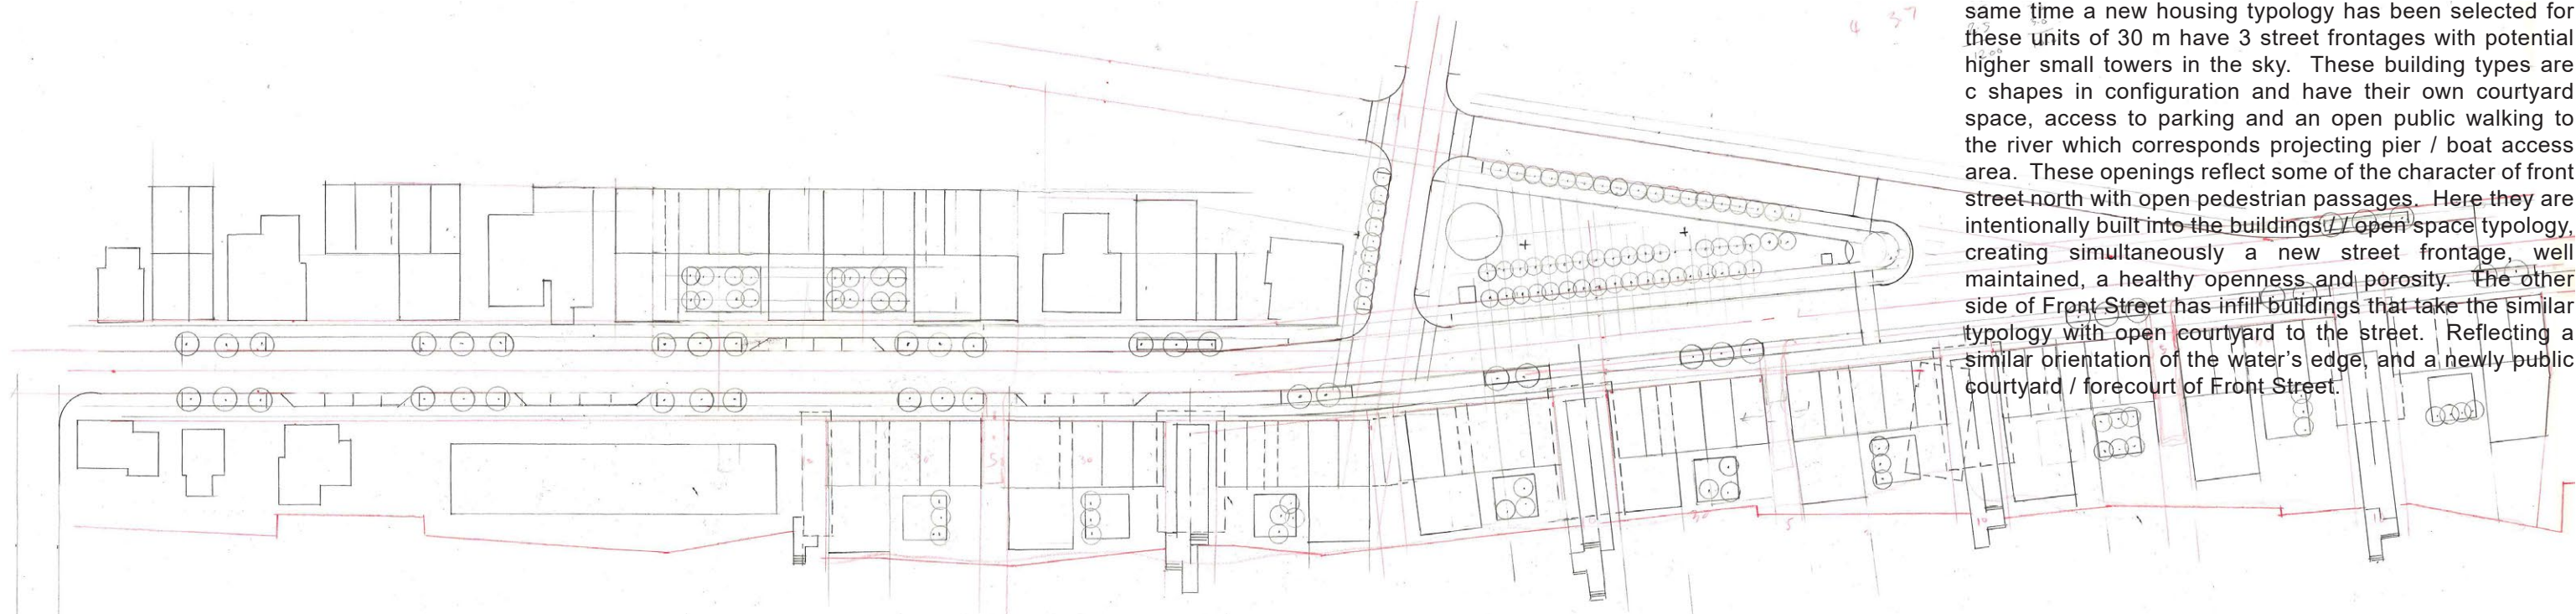 same time a new housing typology has been selected for
these units of 30 m have 3 street frontages with potential
higher small towers in the sky. These building types are
c shapes in configuration and have their own courtyard
space, access to parking and an open public walking to
the river which corresponds projecting pier / boat access
area. These openings reflect some of the character of front
street north with open pedestrian passages. Here they are
intentionally built into the buildings / / open space typology,
creating simultaneously a new street frontage, well
maintained, a healthy openness and porosity. The other
side of Front Street has infill buildings that take the similar
typology with open courtyard to the street. Reflecting a
similar orientation of the water’s edge, and a newly public
courtyard / forecourt of Front Street.